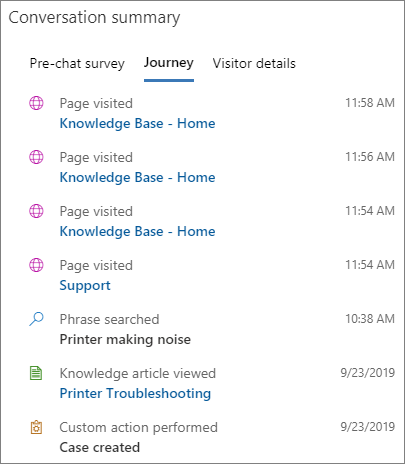 Conversation summary
Pre-chat survey Journey Visitor details
Page visited 11:58 AM
Knowledge Base - Home
Page visited 11:56 AM
Knowledge Base - Home
Page visited 11:54 AM
Knowledge Base - Home
Page visited 11:54 AM
Support
Phrase searched 10:38 AM
Printer making noise
Knowledge article viewed 9/23/2019
Printer Troubleshooting
Custom action performed 9/23/2019
Case created